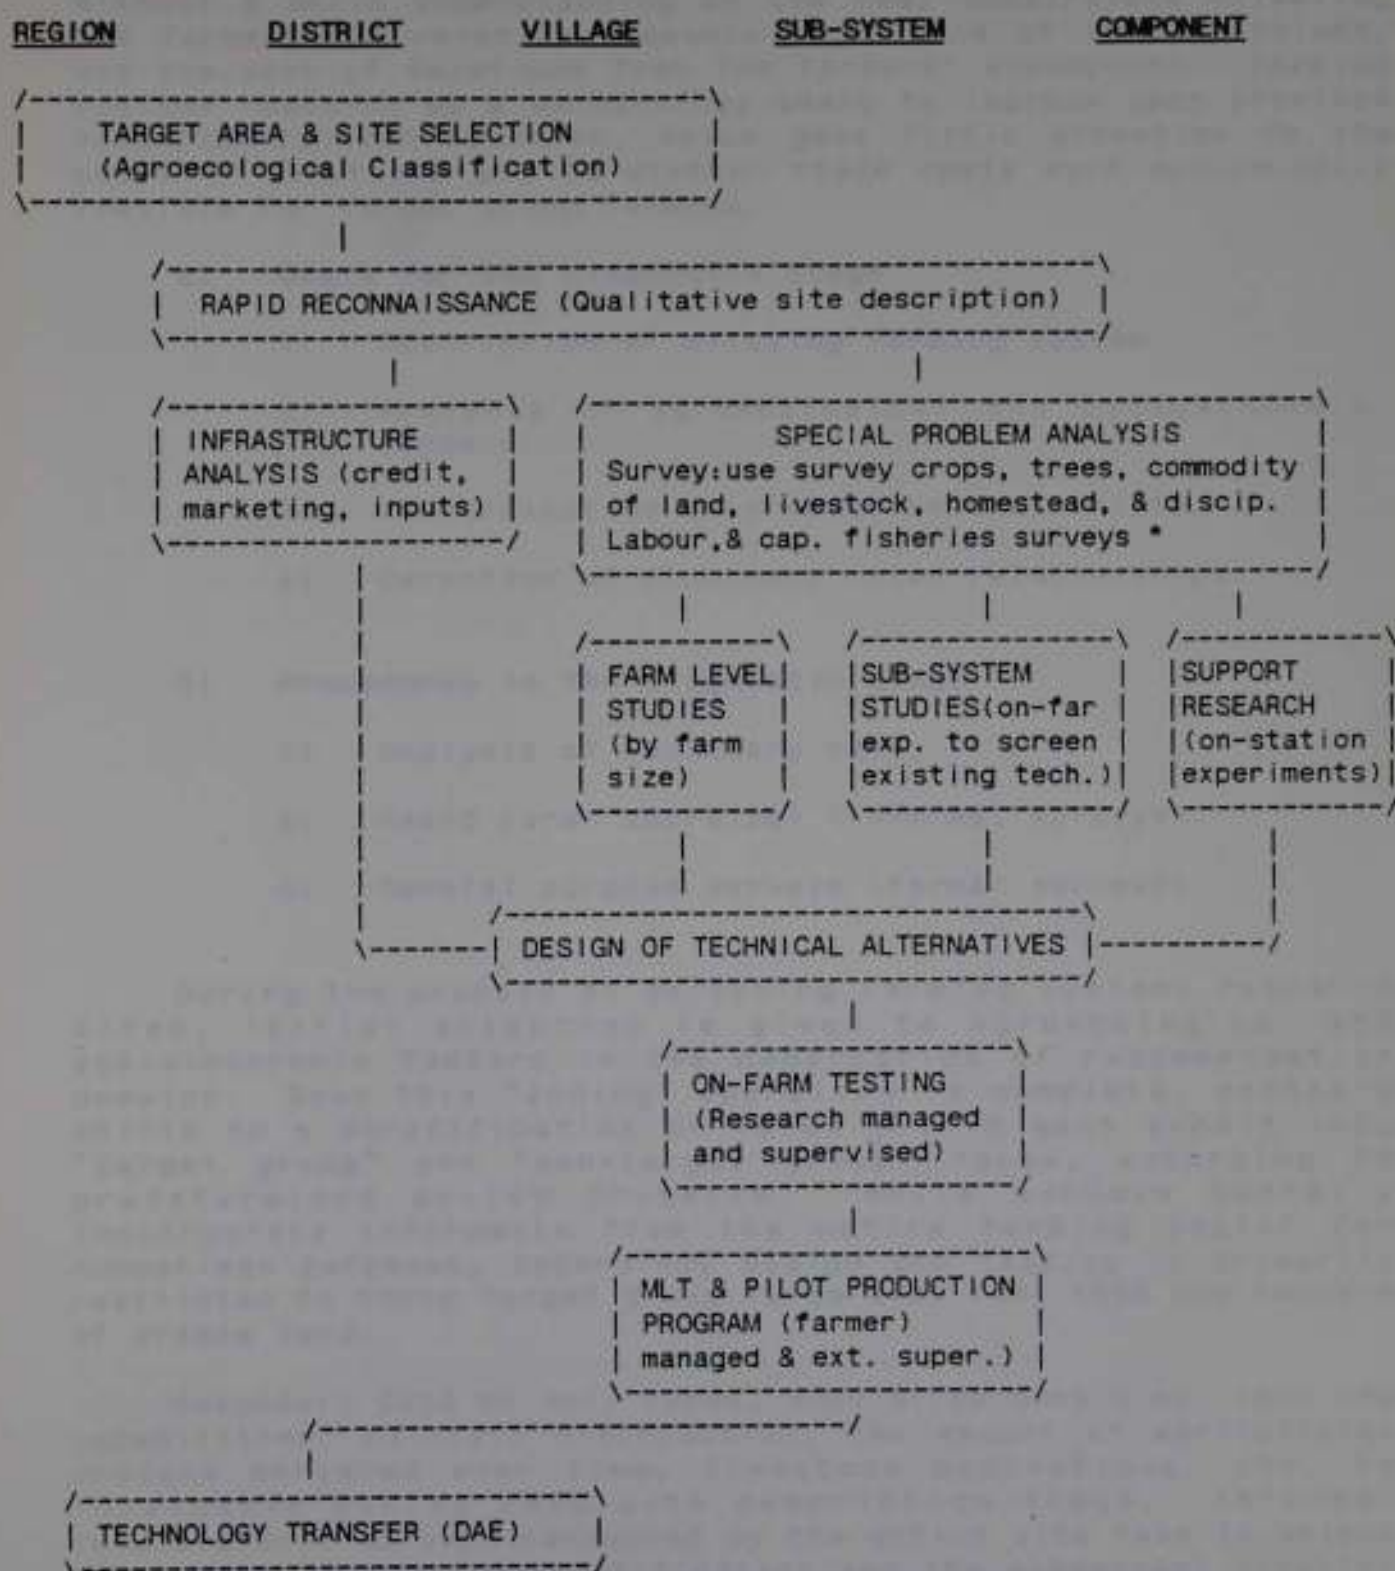 REGION DISTRICT VILLAGE SUB-SYSTEM COMPONENT
TARGET AREA & SITE SELECTION
(Agroecological Classification)
RAPID RECONNAISSANCE (Qualitative site description)
INFRASTRUCTURE
ANALYSIS (credit,
marketing, inputs)
SPECIAL PROBLEM ANALYSIS
Survey:use survey crops, trees, commodity
of land, livestock, homestead, & discip.
Labour,& cap. fisheries surveys *
FARM LEVEL
STUDIES
(by farm
size)
SUB-SYSTEM
STUDIES(on-far
exp. to screen
existing tech.)
SUPPORT
RESEARCH
(on-station
experiments)
DESIGN OF TECHNICAL ALTERNATIVES
ON-FARM TESTING
(Research managed
and supervised)
MLT & PILOT PRODUCTION
PROGRAM (farmer)
managed & ext. super.)
TECHNOLOGY TRANSFER (DAE)